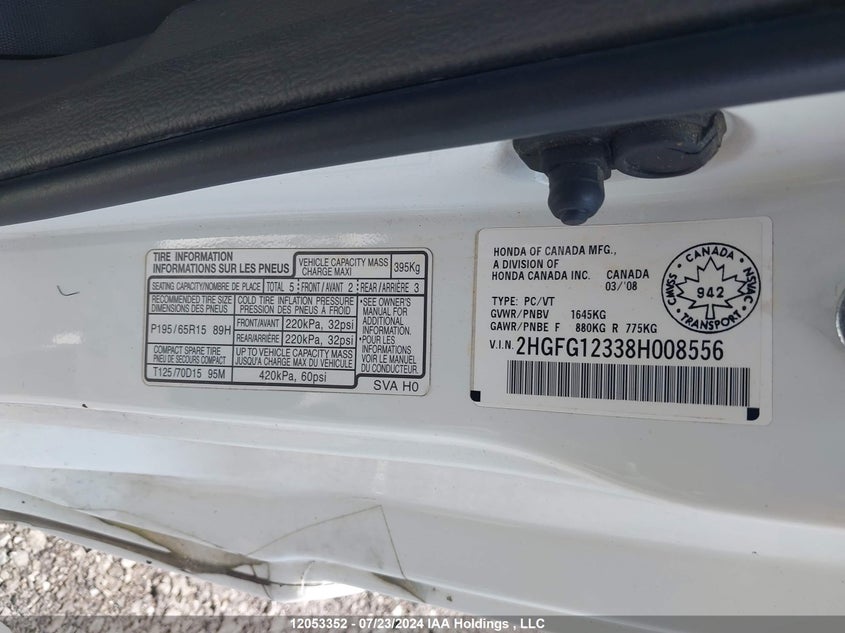 TIRE INFORMATION
INFORMATIONS SUR LES PNEUS
VEHICLE CAPACITY MASS
CHARGE MAXI
395Kg
SEATING CAPACITY/NOMBRE DE PLACE TOTAL 5 FRONT/AVANT 2 REAR/ARRIÈRE 3
RECOMMENDED TIRE SIZE
DIMENSIONS DES PNEUS
COLD TIRE INFLATION PRESSURE
PRESSION DES PNEUS À FROID
P195/65R15 89H
FRONT/AVANT 220kPa, 32psi
REAR/ARRIÈRE 220kPa, 32psi
•SEE OWNER'S
MANUAL FOR
ADDITIONAL
INFORMATION.
•POUR PLUS
D'INFORMATIONS,
VOIR LE
MANUEL DU
CONDUCTEUR.
COMPACT SPARE TIRE
PNEU DE SECOURS COMPACT
UP TO VEHICLE CAPACITY MASS
JUSQU'A CHARGE MAX DU VEHICULE
T125/70D15 95M
420kPa, 60psi
SVA H0
HONDA OF CANADA MFG.,
A DIVISION OF
HONDA CANADA INC. CANADA
03/'08
TYPE: PC/VT
GVWR/PNBV 1645KG
GAWR/PNBE F 880KG R 775KG
V.I.N. 2HGFG12338H008556
CANADA
CMVSS
942
NSVAC
TRANSPORT
12053352 - 07/23/2024 IAA Holdings , LLC